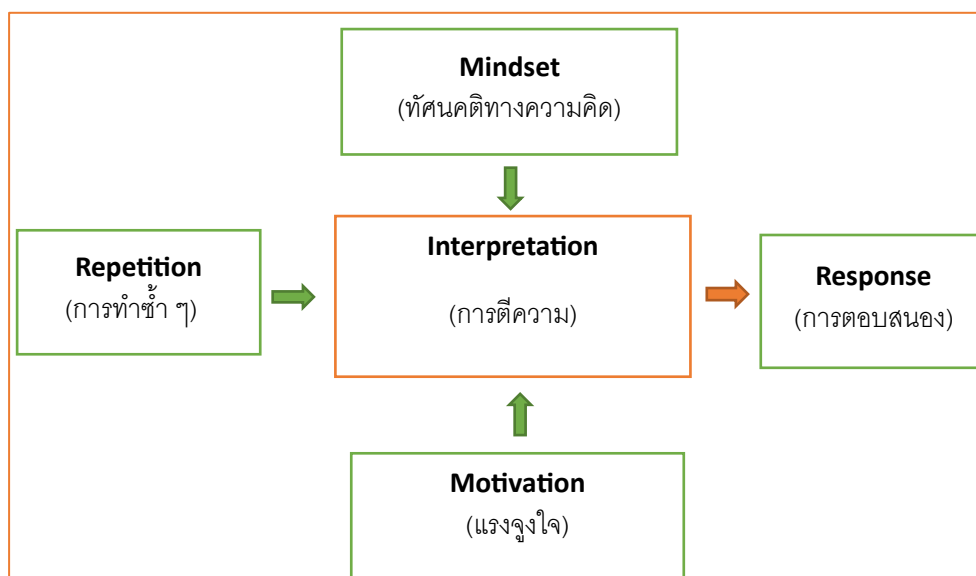 Mindset
(ทัศนคติทางความคิด)
Repetition
(การทำซ้ำ ๆ)
Interpretation
(การตีความ)
Response
(การตอบสนอง)
Motivation
(แรงจูงใจ)